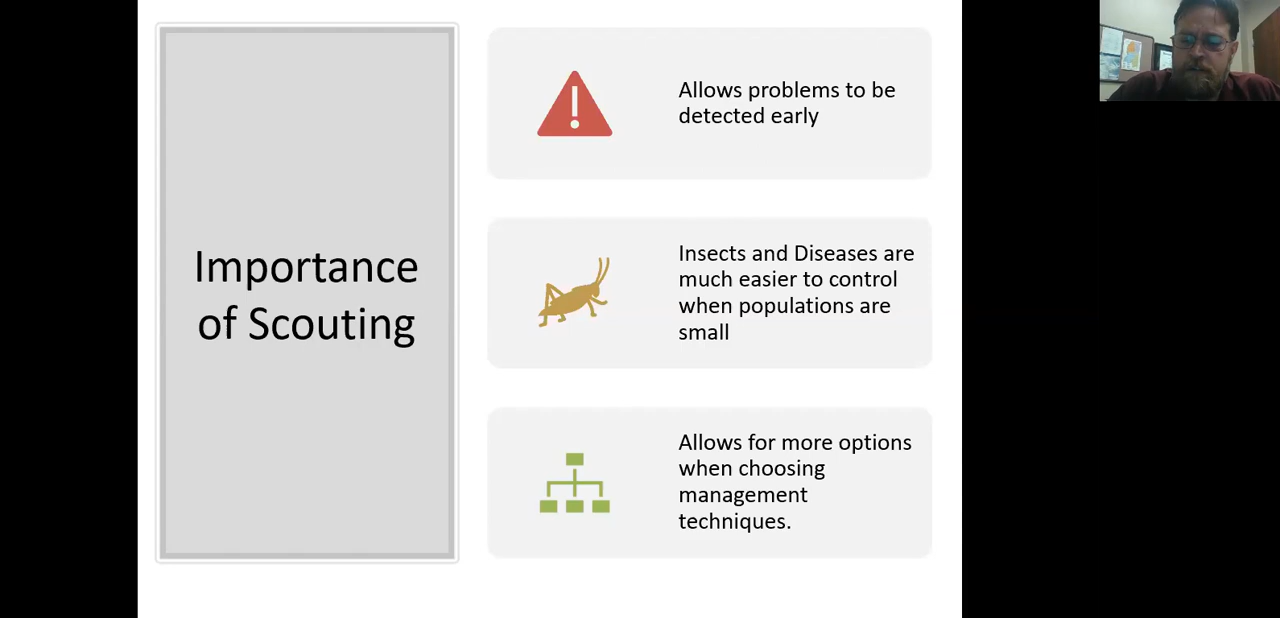 Importance
of Scouting
Allows problems to be
detected early
Insects and Diseases are
much easier to control
when populations are
small
Allows for more options
when choosing
management
techniques.